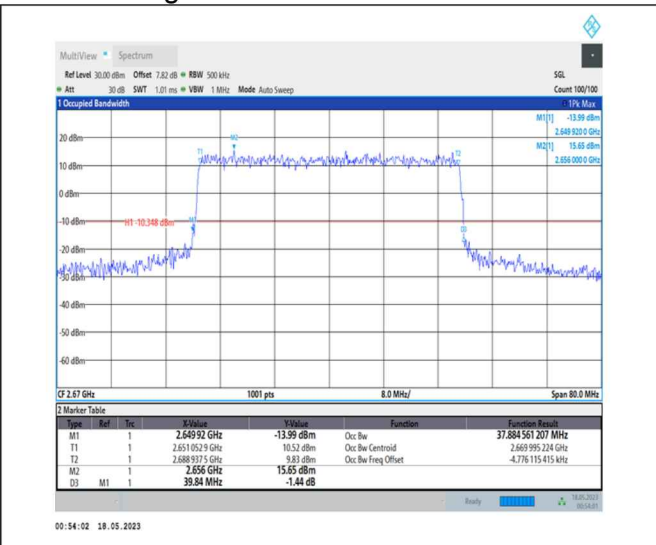 MultiView Spectrum
Ref Level 30.00 dBm Offset 7.82 dB RBW 500 kHz SGL
Att 30 dB SWT 1.01 ms VBW 1 MHz Mode Auto Sweep Count 100/100
1 Occupied Bandwidth 1Pk Max
M1[1] -13.99 dBm
2.649 920 0 GHz
M2[1] 15.65 dBm
2.656 000 0 GHz
20 dBm
M2
T1 T2
10 dBm
0 dBm
-10 dBm H1 -10.348 dBm
M1 D3
-20 dBm
-30 dBm
-40 dBm
-50 dBm
-60 dBm
CF 2.67 GHz 1001 pts 8.0 MHz/ Span 80.0 MHz
2 Marker Table
Type Ref Trc X-Value Y-Value Function Function Result
M1 1 2.649 92 GHz -13.99 dBm Occ Bw 37.884 561 207 MHz
T1 1 2.651 052 9 GHz 10.52 dBm Occ Bw Centroid 2.669 995 224 GHz
T2 1 2.688 937 5 GHz 9.83 dBm Occ Bw Freq Offset -4.776 115 415 kHz
M2 1 2.656 GHz 15.65 dBm
D3 M1 1 39.84 MHz -1.44 dB
Ready 18.05.2023
00:54:01
00:54:02 18.05.2023